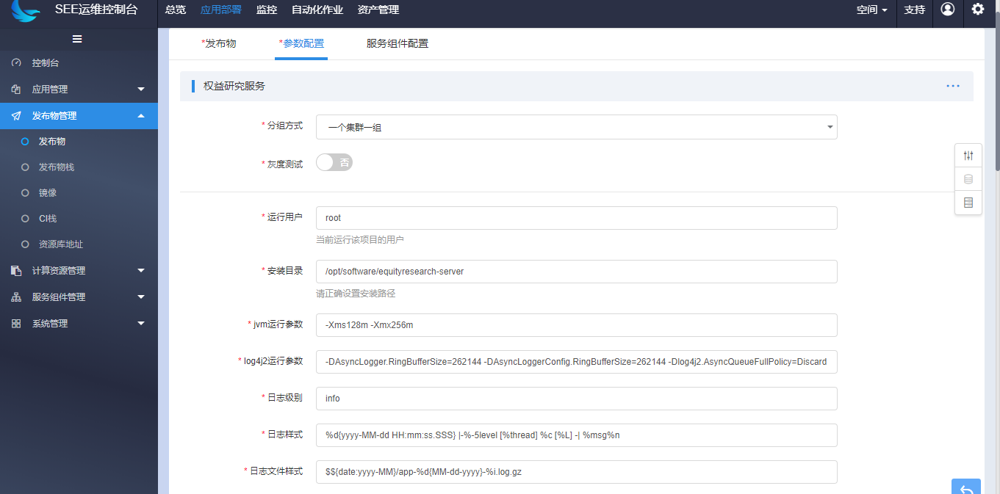 SEE运维控制台
总览 应用部署 监控 自动化作业 资产管理 空间 支持
控制台
应用管理
发布物管理
发布物
发布物栈
镜像
CI栈
资源库地址
计算资源管理
服务组件管理
系统管理
*发布物 *参数配置 服务组件配置
权益研究服务
* 分组方式 一个集群一组
* 灰度测试 否
* 运行用户 root
当前运行该项目的用户
* 安装目录 /opt/software/equityresearch-server
请正确设置安装路径
* jvm运行参数 -Xms128m -Xmx256m
* log4j2运行参数 -DAsyncLogger.RingBufferSize=262144 -DAsyncLoggerConfig.RingBufferSize=262144 -Dlog4j2.AsyncQueueFullPolicy=Discard
* 日志级别 info
* 日志样式 %d{yyyy-MM-dd HH:mm:ss.SSS} |-%-5level [%thread] %c [%L] -| %msg%n
* 日志文件样式 $${date:yyyy-MM}/app-%d{MM-dd-yyyy}-%i.log.gz